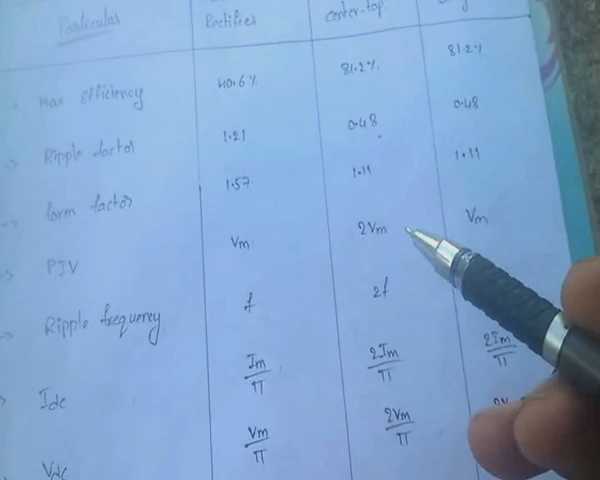 Particulars Rectifier center-tap
Max efficiency 40.6% 81.2% 81.2%
Ripple factor 1.21 0.48 0.48
form factor 1.57 1.11 1.11
PIV Vm 2Vm Vm
Ripple frequency f 2f
Idc Im/π 2Im/π 2Im/π
Vdc Vm/π 2Vm/π